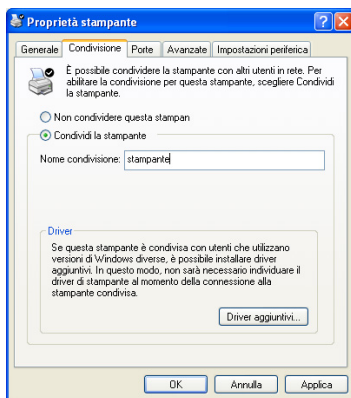 Proprietà stampante
Generale Condivisione Porte Avanzate Impostazioni periferica
È possibile condividere la stampante con altri utenti in rete. Per
abilitare la condivisione per questa stampante, scegliere Condividi
la stampante.
Non condividere questa stampan
Condividi la stampante
Nome condivisione: stampante
Driver
Se questa stampante è condivisa con utenti che utilizzano
versioni di Windows diverse, è possibile installare driver
aggiuntivi. In questo modo, non sarà necessario individuare il
driver di stampante al momento della connessione alla
stampante condivisa.
Driver aggiuntivi...
OK Annulla Applica